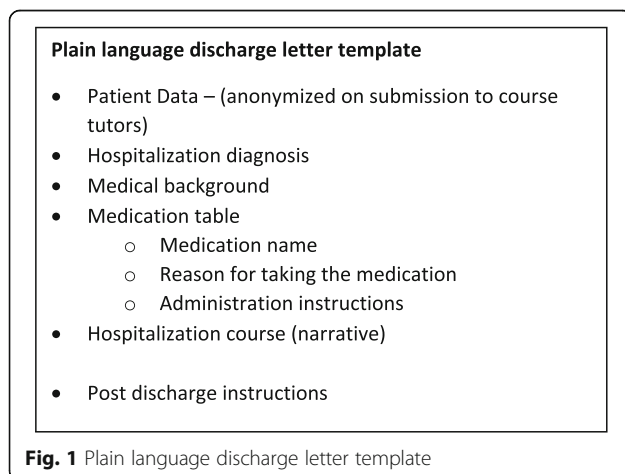 Plain language discharge letter template
• Patient Data – (anonymized on submission to course
tutors)
• Hospitalization diagnosis
• Medical background
• Medication table
o Medication name
o Reason for taking the medication
o Administration instructions
• Hospitalization course (narrative)
• Post discharge instructions
Fig. 1 Plain language discharge letter template